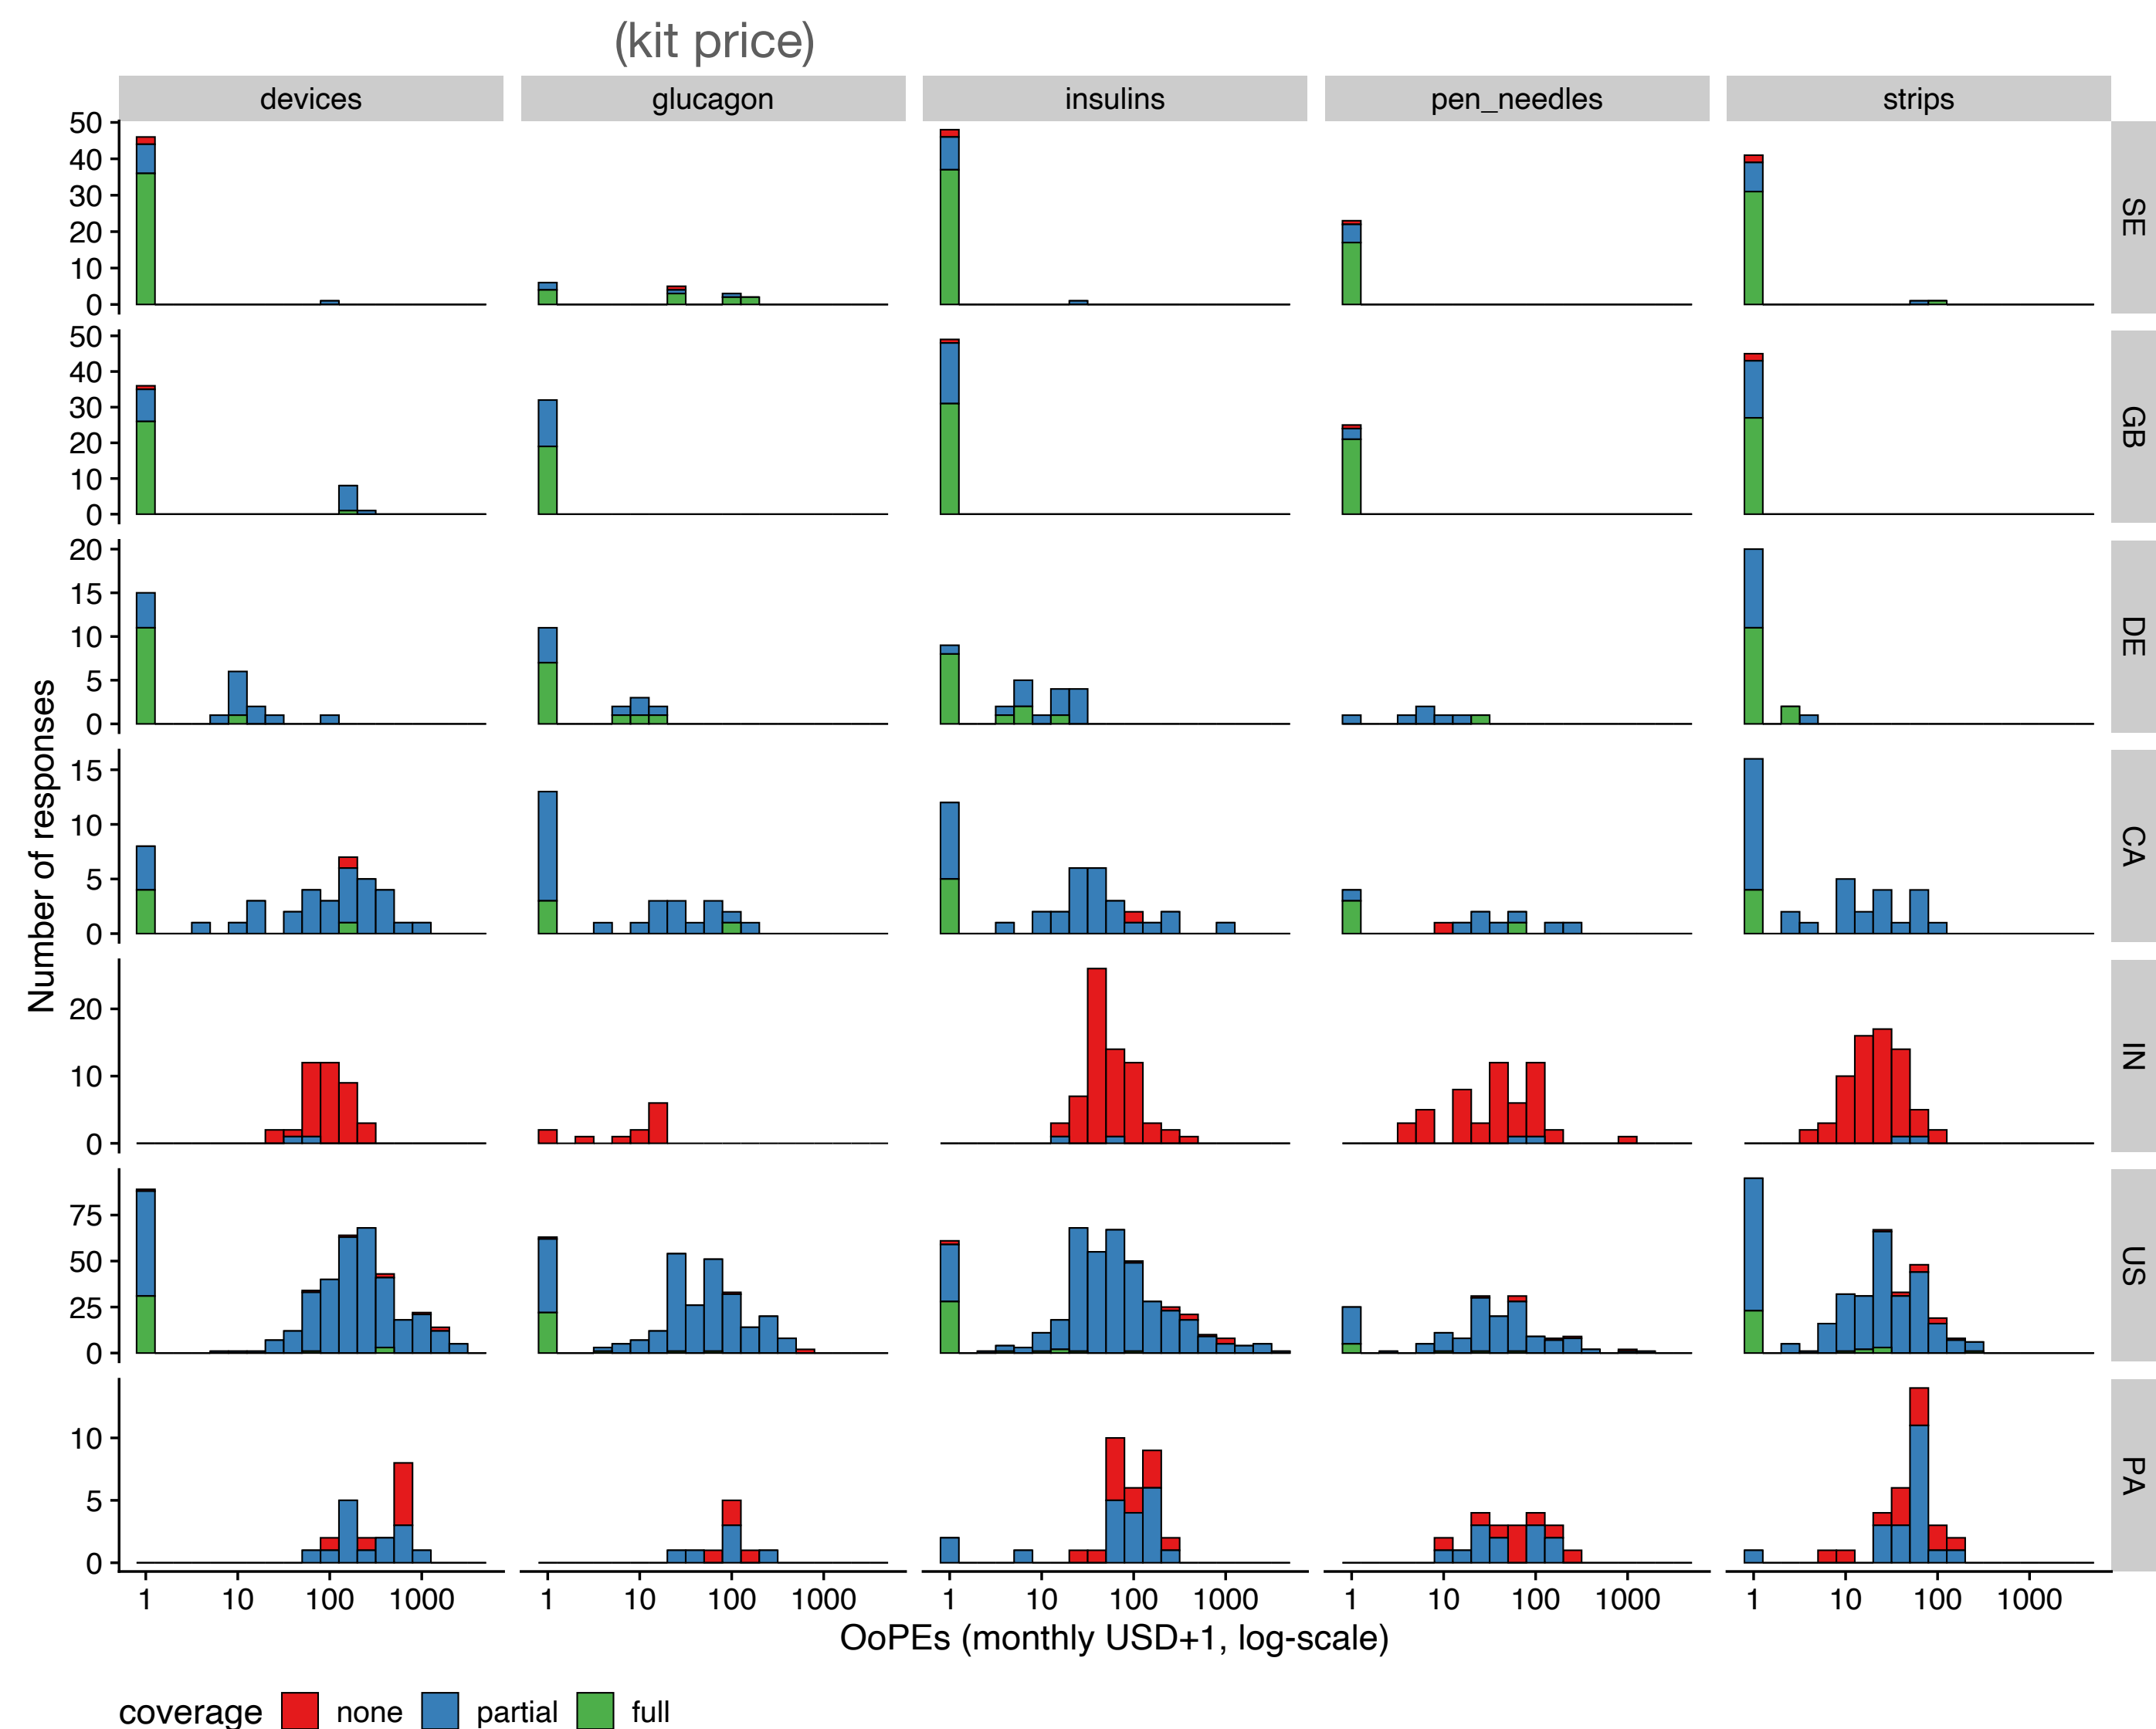 (kit price)
devices glucagon insulins pen_needles strips
50
40
30
20
10
0
SE
50
40
30
20
10
0
GB
20
15
10
5
0
DE
15
10
5
0
CA
20
10
0
IN
75
50
25
0
US
10
5
0
PA
Number of responses
1 10 100 1000 1 10 100 1000 1 10 100 1000 1 10 100 1000 1 10 100 1000
OoPEs (monthly USD+1, log-scale)
coverage none partial full